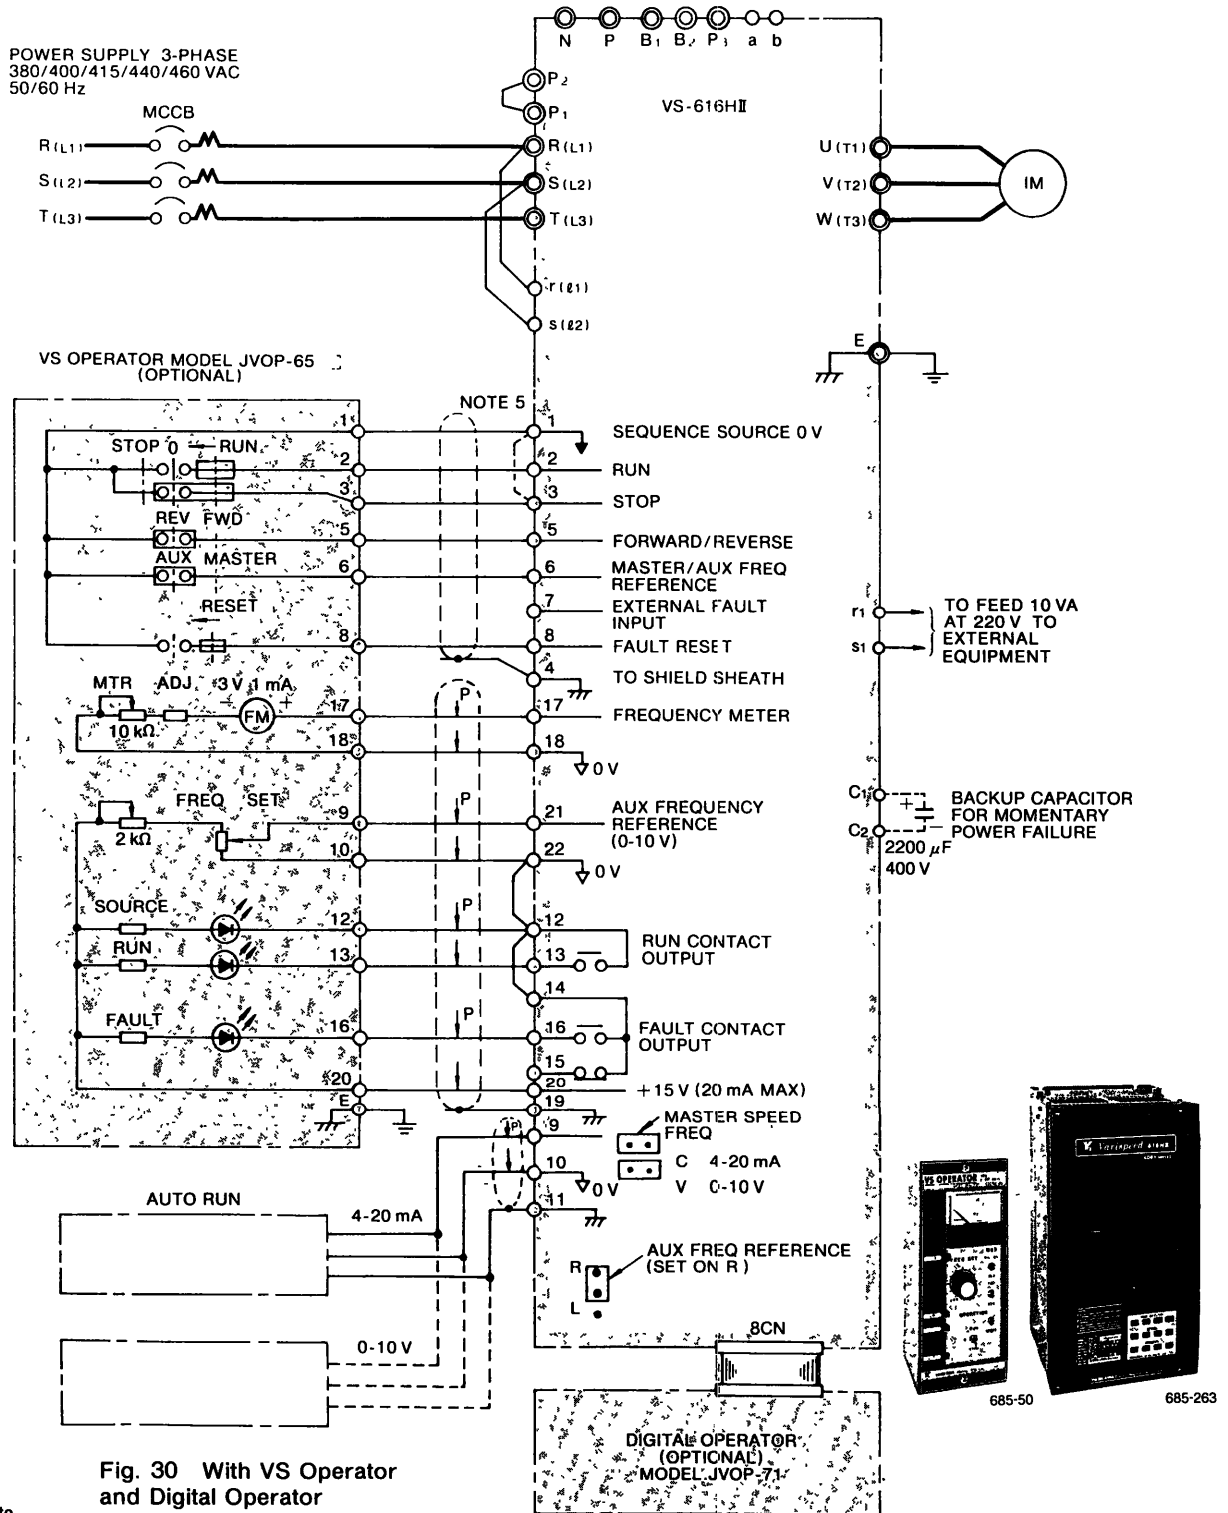 N P B1 B2 P3 a b
POWER SUPPLY 3-PHASE
380/400/415/440/460 VAC
50/60 Hz
P2
P1
VS-616HⅡ
MCCB
R(L1) R(L1) U(T1)
S(L2) S(L2) V(T2) IM
T(L3) T(L3) W(T3)
r(ℓ1)
s(ℓ2)
E
VS OPERATOR MODEL JVOP-65
(OPTIONAL)
NOTE 5
1 1 SEQUENCE SOURCE 0 V
STOP 0 ← RUN
2 2 RUN
3 3 STOP
REV FWD
5 5 FORWARD/REVERSE
AUX MASTER
6 6 MASTER/AUX FREQ
REFERENCE
7 EXTERNAL FAULT
INPUT
RESET
8 8 FAULT RESET
4 TO SHIELD SHEATH
r1
s1
TO FEED 10 VA
AT 220 V TO
EXTERNAL
EQUIPMENT
MTR ADJ 3 V 1 mA
− +
FM
10 kΩ
P
17 17 FREQUENCY METER
18 18
0 V
FREQ SET
2 kΩ
P
9 21 AUX FREQUENCY
REFERENCE
(0-10 V)
10 22
0 V
C1
C2
+
−
BACKUP CAPACITOR
FOR MOMENTARY
POWER FAILURE
2200 μF
400 V
SOURCE
P
12 12
RUN
13 13
RUN CONTACT
OUTPUT
14
FAULT
P
16 16
FAULT CONTACT
OUTPUT
15
20 20 +15 V (20 mA MAX)
E 19
P
9 MASTER SPEED
FREQ
10
0 V
C 4-20 mA
V 0-10 V
11
AUTO RUN
4-20 mA
0-10 V
R
L
AUX FREQ REFERENCE
(SET ON R)
8CN
VS OPERATOR
Varispeed 616HⅡ
685-50
685-263
DIGITAL OPERATOR
(OPTIONAL)
MODEL JVOP-71
Fig. 30 With VS Operator
and Digital Operator